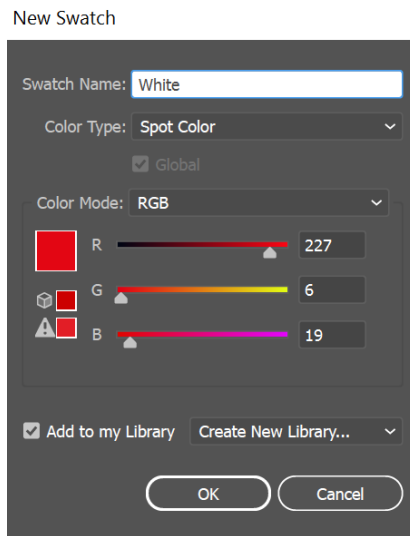 New Swatch
Swatch Name: White
Color Type: Spot Color
Global
Color Mode: RGB
R 227
G 6
B 19
Add to my Library Create New Library...
OK Cancel